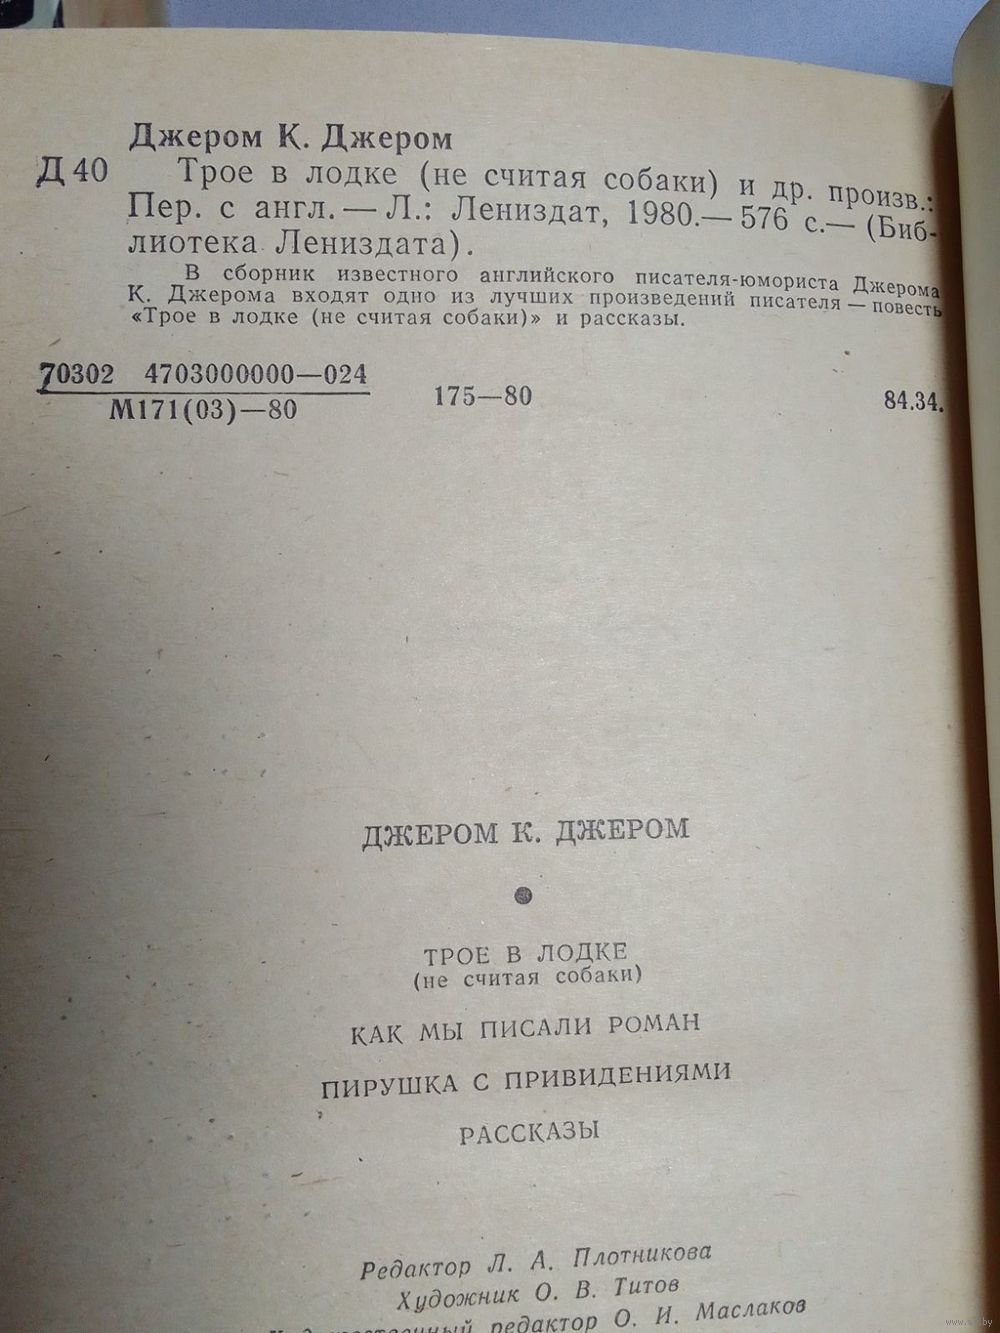 Джером К. Джером
Д 40 Трое в лодке (не считая собаки) и др. произв.:
Пер. с англ. — Л.: Лениздат, 1980.— 576 с.— (Биб-
лиотека Лениздата).
В сборник известного английского писателя-юмориста Джерома
К. Джерома входят одно из лучших произведений писателя — повесть
«Трое в лодке (не считая собаки)» и рассказы.
70302 4703000000—024
М171(03)—80
175—80
84.34.
ДЖЕРОМ К. ДЖЕРОМ
ТРОЕ В ЛОДКЕ
(не считая собаки)
КАК МЫ ПИСАЛИ РОМАН
ПИРУШКА С ПРИВИДЕНИЯМИ
РАССКАЗЫ
Редактор Л. А. Плотникова
Художник О. В. Титов
редактор О. И. Маслаков